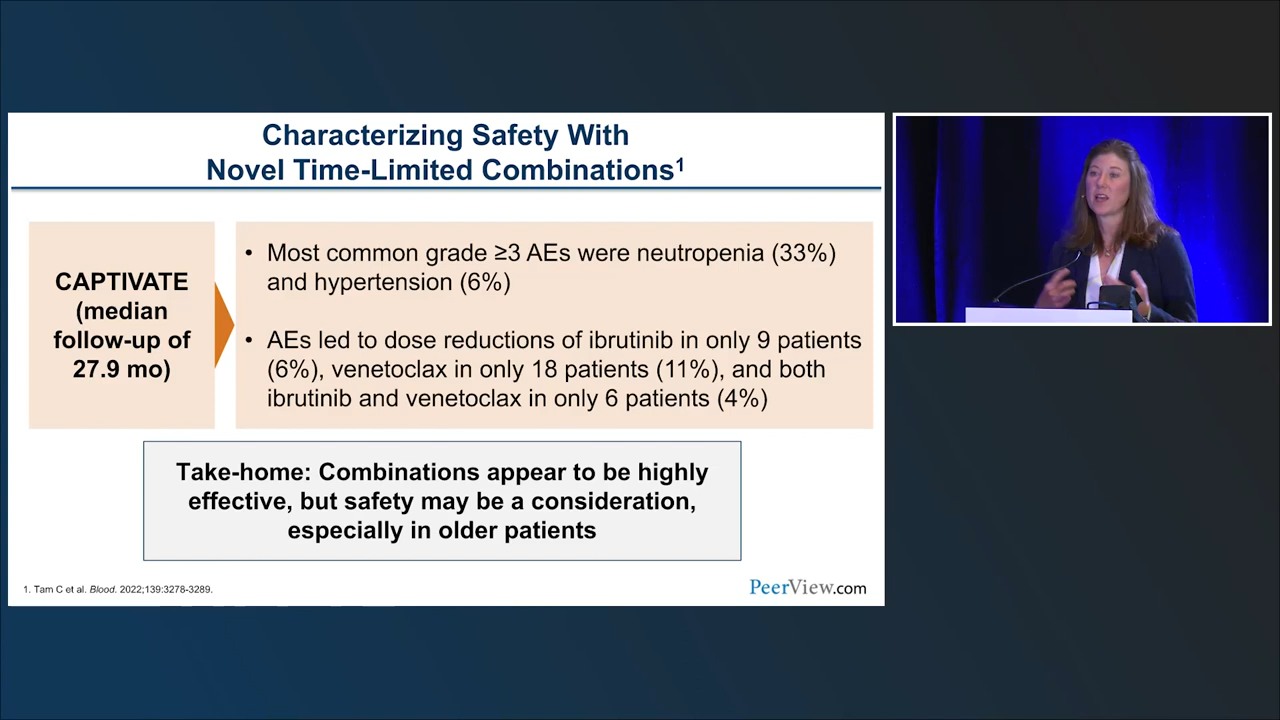 Characterizing Safety With
Novel Time-Limited Combinations1
CAPTIVATE
(median
follow-up of
27.9 mo)
• Most common grade ≥3 AEs were neutropenia (33%)
and hypertension (6%)
• AEs led to dose reductions of ibrutinib in only 9 patients
(6%), venetoclax in only 18 patients (11%), and both
ibrutinib and venetoclax in only 6 patients (4%)
Take-home: Combinations appear to be highly
effective, but safety may be a consideration,
especially in older patients
1. Tam C et al. Blood. 2022;139:3278-3289.
PeerView.com